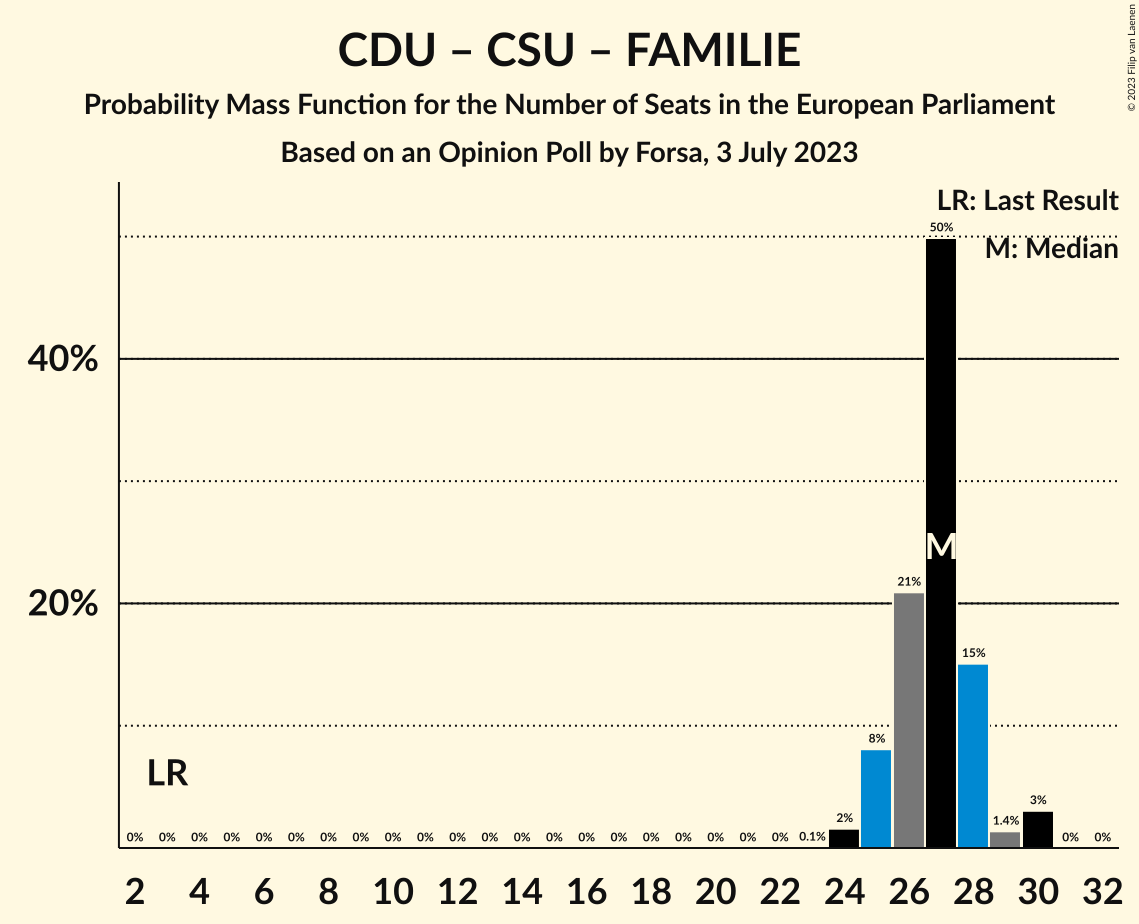 CDU – CSU – FAMILIE
Probability Mass Function for the Number of Seats in the European Parliament
Based on an Opinion Poll by Forsa, 3 July 2023
© 2023 Filip van Laenen
LR: Last Result
M: Median
50%
40%
M
21%
20%
15%
8%
LR
3%
2%
1.4%
0% 0% 0% 0% 0% 0% 0% 0% 0% 0% 0% 0% 0% 0% 0% 0% 0% 0% 0% 0% 0% 0.1% 0% 0%
2 4 6 8 10 12 14 16 18 20 22 24 26 28 30 32